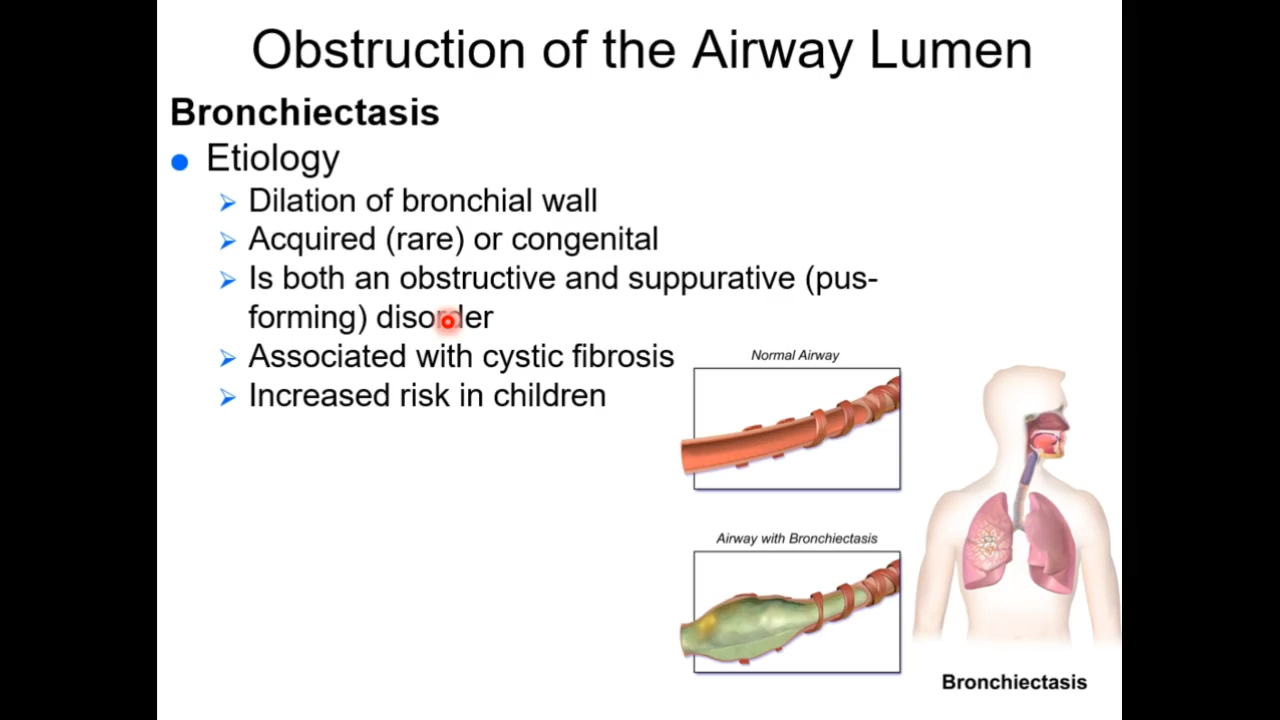 Obstruction of the Airway Lumen
Bronchiectasis
Etiology
Dilation of bronchial wall
Acquired (rare) or congenital
Is both an obstructive and suppurative (pus-
forming) disorder
Associated with cystic fibrosis
Increased risk in children
Normal Airway
Airway with Bronchiectasis
Bronchiectasis